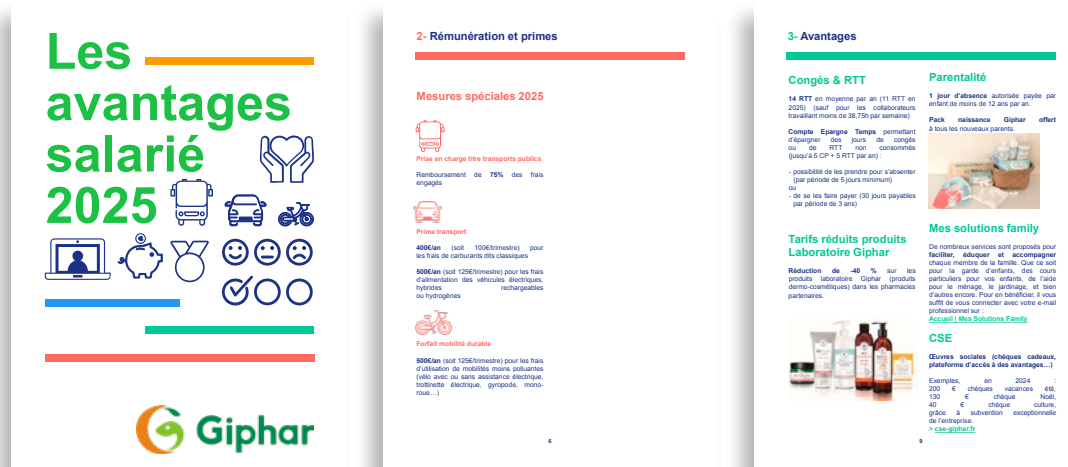 Les
avantages
salarié
2025
Giphar
2- Rémunération et primes
Mesures spéciales 2025
Prise en charge titre transports publics
Remboursement de 75% des frais
engagés
Prime transport
400€/an (soit 100€/trimestre) pour
les frais de carburants dits classiques
500€/an (soit 125€/trimestre) pour les frais
d'alimentation des véhicules électriques,
hybrides rechargeables
ou hydrogènes
Forfait mobilité durable
500€/an (soit 125€/trimestre) pour les frais
d'utilisation de mobilités moins polluantes
(vélo avec ou sans assistance électrique,
trottinette électrique, gyropode, mono-
roue…)
6
3- Avantages
Congés & RTT
14 RTT en moyenne par an (11 RTT en
2025) (sauf pour les collaborateurs
travaillant moins de 38,75h par semaine)
Compte Epargne Temps permettant
d'épargner des jours de congés
ou de RTT non consommés
(jusqu'à 5 CP + 5 RTT par an) :
- possibilité de les prendre pour s'absenter
(par période de 5 jours minimum)
ou
- de se les faire payer (30 jours payables
par période de 3 ans)
Tarifs réduits produits
Laboratoire Giphar
Réduction de -40 % sur les
produits laboratoire Giphar (produits
dermo-cosmétiques) dans les pharmacies
partenaires.
Parentalité
1 jour d'absence autorisée payée par
enfant de moins de 12 ans par an.
Pack naissance Giphar offert
à tous les nouveaux parents.
Mes solutions family
De nombreux services sont proposés pour
faciliter, éduquer et accompagner
chaque membre de la famille. Que ce soit
pour la garde d'enfants, des cours
particuliers pour vos enfants, de l'aide
pour le ménage, le jardinage, et bien
d'autres encore. Pour en bénéficier, il vous
suffit de vous connecter avec votre e-mail
professionnel sur :
Accueil | Mes Solutions Family
CSE
Œuvres sociales (chèques cadeaux,
plateforme d'accès à des avantages…)
Exemples, en 2024 :
200 € chèques vacances été,
130 € chèque Noël,
40 € chèque culture,
grâce à subvention exceptionnelle
de l'entreprise.
> cse-giphar.fr
9